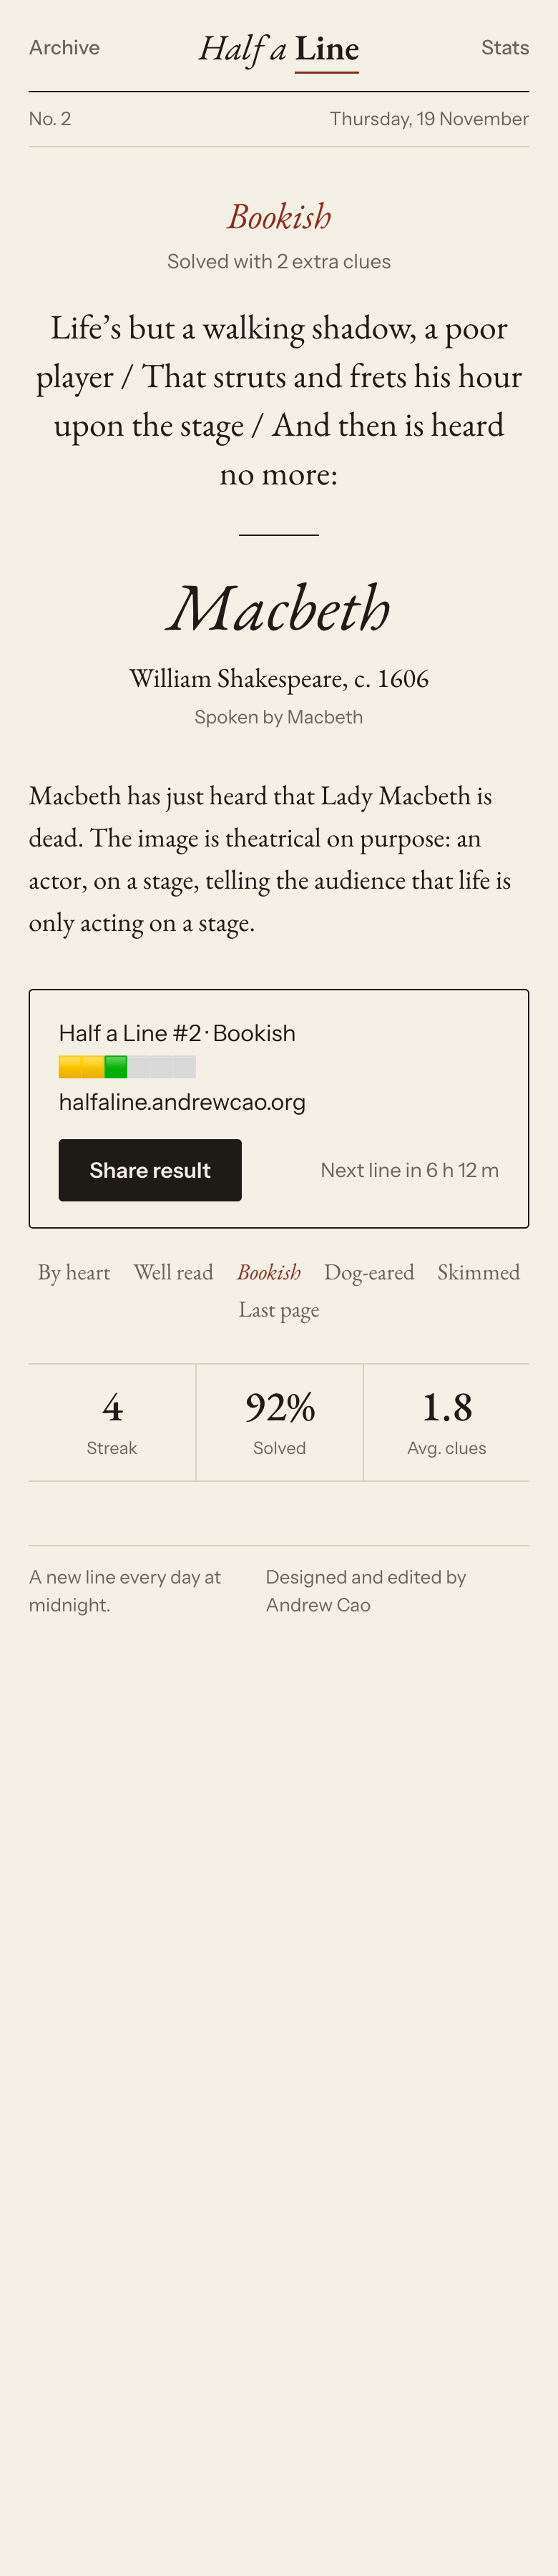 Archive
Half a Line
Stats
No. 2
Thursday, 19 November
Bookish
Solved with 2 extra clues
Life’s but a walking shadow, a poor
player / That struts and frets his hour
upon the stage / And then is heard
no more:
Macbeth
William Shakespeare, c. 1606
Spoken by Macbeth
Macbeth has just heard that Lady Macbeth is
dead. The image is theatrical on purpose: an
actor, on a stage, telling the audience that life is
only acting on a stage.
Half a Line #2 · Bookish
halfaline.andrewcao.org
Share result
Next line in 6 h 12 m
By heart Well read Bookish Dog-eared Skimmed
Last page
4
Streak
92%
Solved
1.8
Avg. clues
A new line every day at
midnight.
Designed and edited by
Andrew Cao